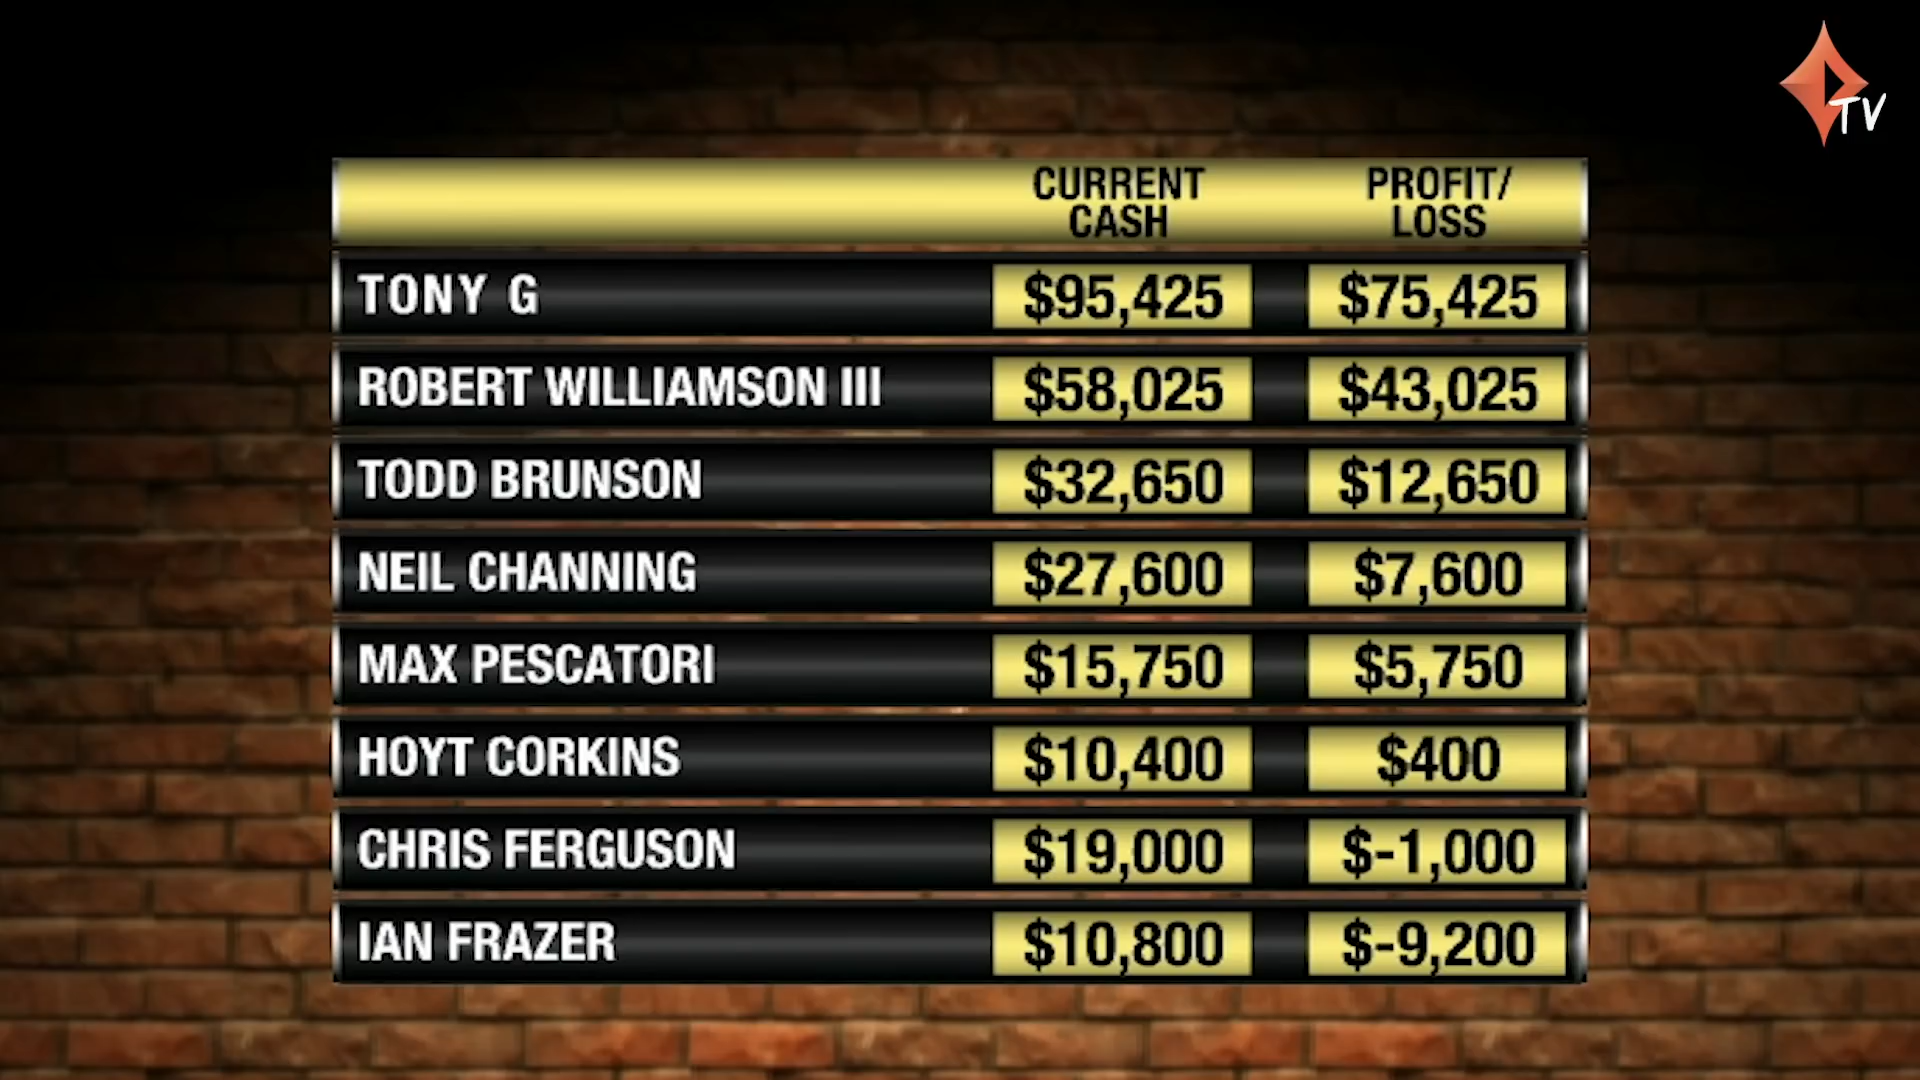 TV
CURRENT CASH PROFIT/ LOSS
TONY G $95,425 $75,425
ROBERT WILLIAMSON III $58,025 $43,025
TODD BRUNSON $32,650 $12,650
NEIL CHANNING $27,600 $7,600
MAX PESCATORI $15,750 $5,750
HOYT CORKINS $10,400 $400
CHRIS FERGUSON $19,000 $-1,000
IAN FRAZER $10,800 $-9,200